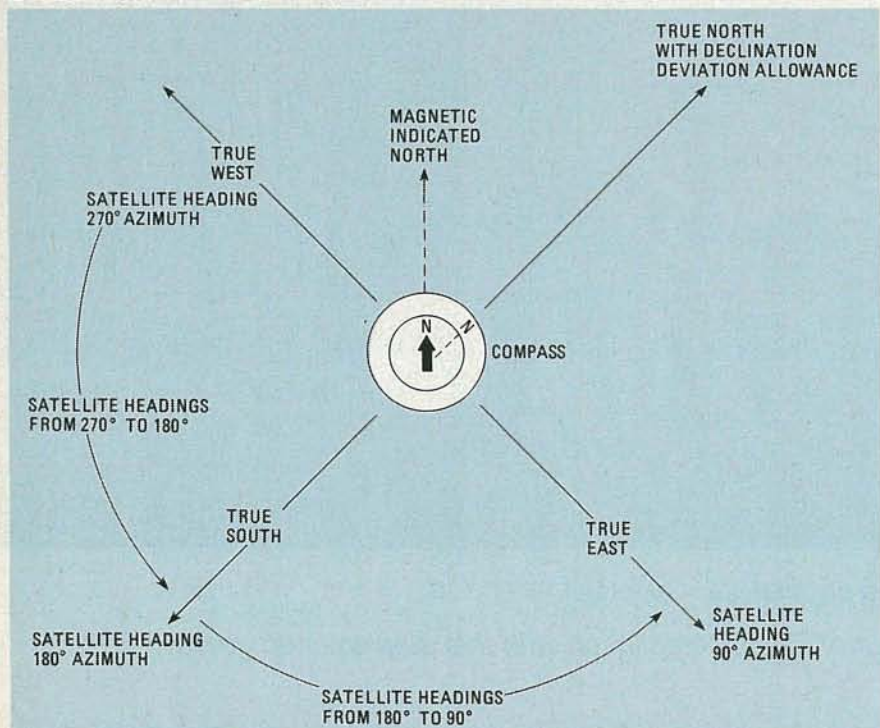 TRUE NORTH
WITH DECLINATION
DEVIATION ALLOWANCE
MAGNETIC
INDICATED
NORTH
TRUE
WEST
SATELLITE HEADING
270° AZIMUTH
N
N
COMPASS
SATELLITE HEADINGS
FROM 270° TO 180°
TRUE
SOUTH
TRUE
EAST
SATELLITE HEADING
180° AZIMUTH
SATELLITE
HEADING
90° AZIMUTH
SATELLITE HEADINGS
FROM 180° TO 90°